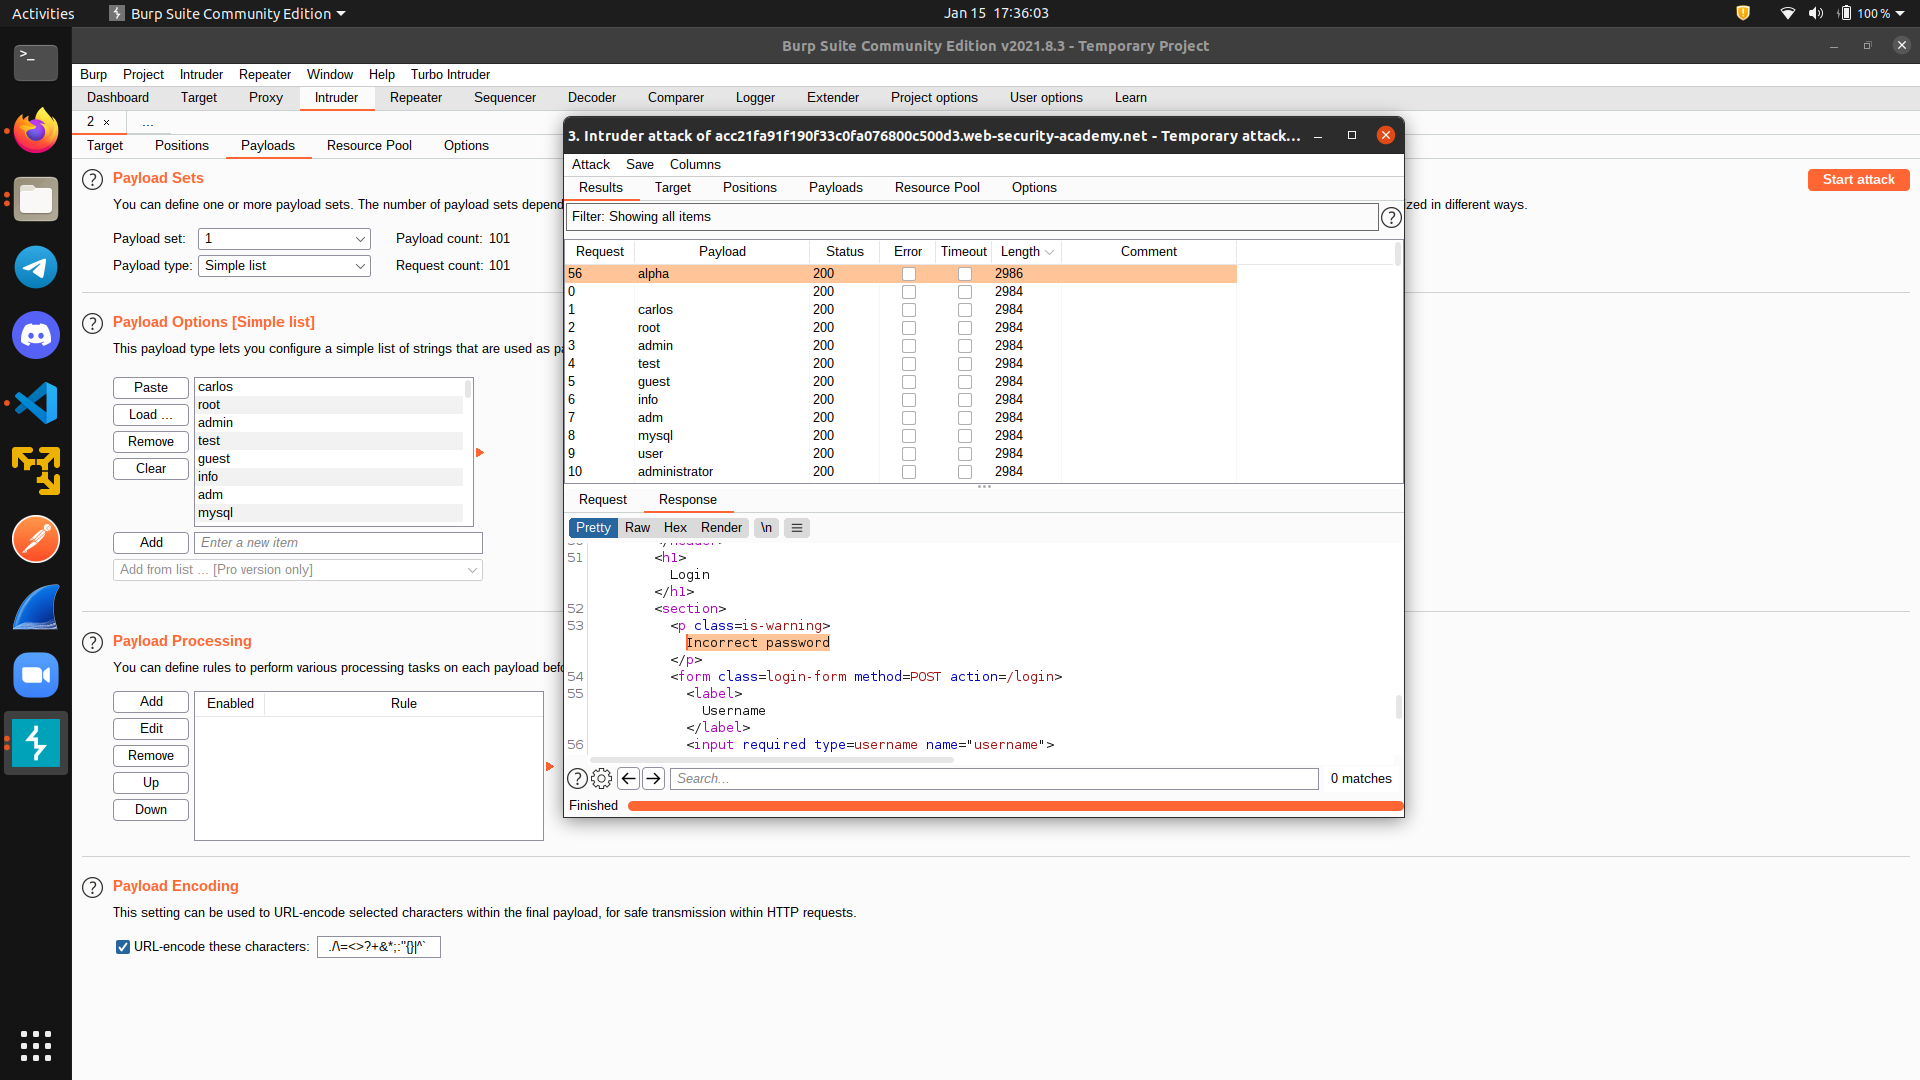 Activities Burp Suite Community Edition Jan 15 17:36:03 100 %
Burp Suite Community Edition v2021.8.3 - Temporary Project
Burp Project Intruder Repeater Window Help Turbo Intruder
Dashboard Target Proxy Intruder Repeater Sequencer Decoder Comparer Logger Extender Project options User options Learn
2 × ...
Target Positions Payloads Resource Pool Options
? Payload Sets
Start attack
You can define one or more payload sets. The number of payload sets depend
zed in different ways.
Payload set: 1 Payload count: 101
Payload type: Simple list Request count: 101
? Payload Options [Simple list]
This payload type lets you configure a simple list of strings that are used as pa
Paste
Load ...
Remove
Clear
carlos
root
admin
test
guest
info
adm
mysql
Add Enter a new item
Add from list ... [Pro version only]
? Payload Processing
You can define rules to perform various processing tasks on each payload befo
Add
Edit
Remove
Up
Down
Enabled Rule
? Payload Encoding
This setting can be used to URL-encode selected characters within the final payload, for safe transmission within HTTP requests.
URL-encode these characters: ./\=<>?+&*;:"{}|^`
3. Intruder attack of acc21fa91f190f33c0fa076800c500d3.web-security-academy.net - Temporary attack...
Attack Save Columns
Results Target Positions Payloads Resource Pool Options
Filter: Showing all items ?
Request Payload Status Error Timeout Length Comment
56 alpha 200 2986
0 200 2984
1 carlos 200 2984
2 root 200 2984
3 admin 200 2984
4 test 200 2984
5 guest 200 2984
6 info 200 2984
7 adm 200 2984
8 mysql 200 2984
9 user 200 2984
10 administrator 200 2984
Request Response
Pretty Raw Hex Render \n
50 </header>
51 <h1>
Login
</h1>
52 <section>
53 <p class=is-warning>
Incorrect password
</p>
54 <form class=login-form method=POST action=/login>
55 <label>
Username
</label>
56 <input required type=username name="username">
? Search... 0 matches
Finished